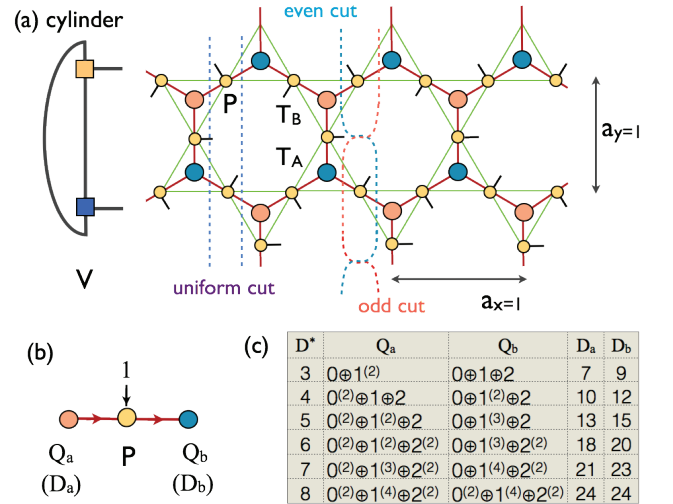 (a) cylinder
even cut
P
T_B
T_A
a_y=1
V
uniform cut
odd cut
a_x=1
(b)
1
Q_a P Q_b
(D_a) (D_b)
(c)
D* Q_a Q_b D_a D_b
3 0⊕1⁽²⁾ 0⊕1⊕2 7 9
4 0⁽²⁾⊕1⊕2 0⊕1⁽²⁾⊕2 10 12
5 0⁽²⁾⊕1⁽²⁾⊕2 0⊕1⁽³⁾⊕2 13 15
6 0⁽²⁾⊕1⁽²⁾⊕2⁽²⁾ 0⊕1⁽³⁾⊕2⁽²⁾ 18 20
7 0⁽²⁾⊕1⁽³⁾⊕2⁽²⁾ 0⊕1⁽⁴⁾⊕2⁽²⁾ 21 23
8 0⁽²⁾⊕1⁽⁴⁾⊕2⁽²⁾ 0⁽²⁾⊕1⁽⁴⁾⊕2⁽²⁾ 24 24